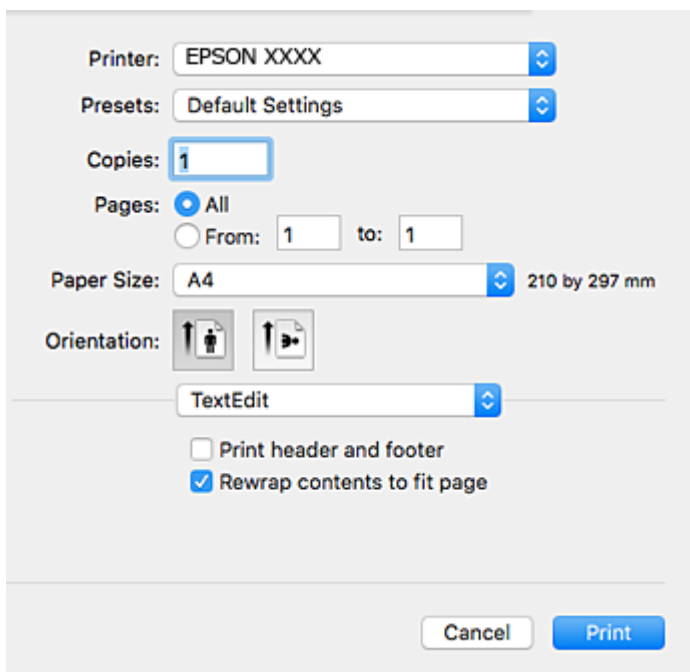 Printer: EPSON XXXX
Presets: Default Settings
Copies: 1
Pages: All
From: 1 to: 1
Paper Size: A4 210 by 297 mm
Orientation:
TextEdit
Print header and footer
Rewrap contents to fit page
Cancel Print